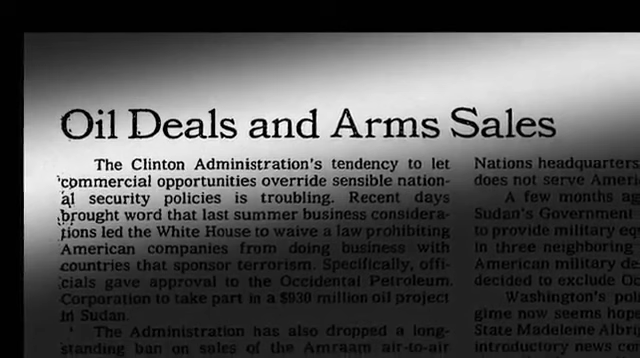 Oil Deals and Arms Sales
The Clinton Administration's tendency to let
commercial opportunities override sensible nation-
al security policies is troubling. Recent days
brought word that last summer business considera-
tions led the White House to waive a law prohibiting
American companies from doing business with
countries that sponsor terrorism. Specifically, offi-
cials gave approval to the Occidental Petroleum
Corporation to take part in a $930 million oil project
in Sudan.
The Administration has also dropped a long-
standing ban on sales of the Amraam air-to-air
Nations headquarters
does not serve Ameri
A few months ag
Sudan's Government
to provide military eq
in three neighboring
American military de
decided to exclude Oc
Washington's poli
gime now seems hope
State Madeleine Albri
introductory news co